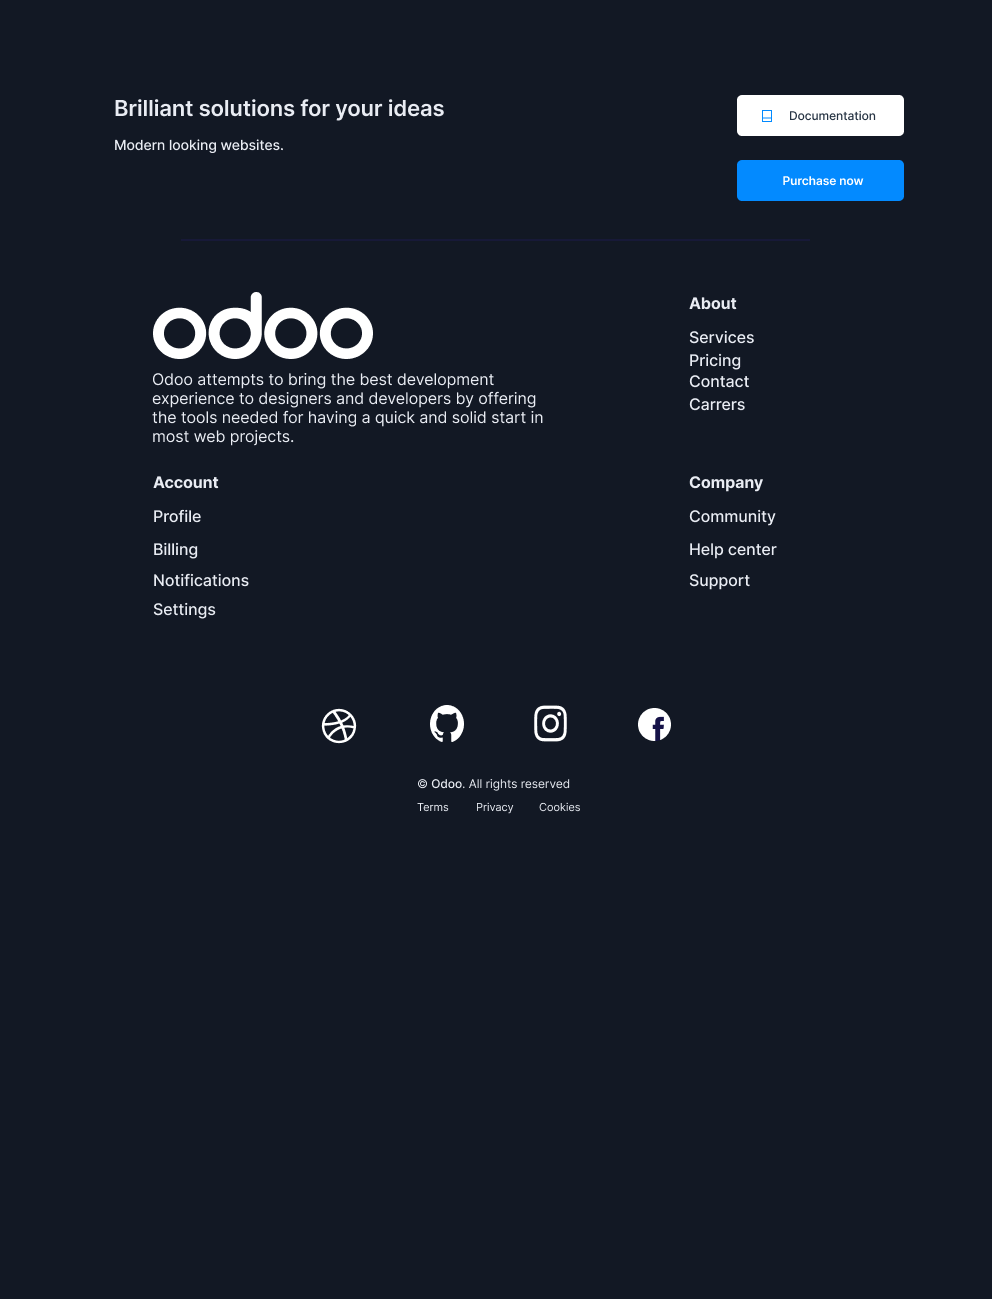 Brilliant solutions for your ideas
Modern looking websites.
Documentation
Purchase now
odoo
Odoo attempts to bring the best development
experience to designers and developers by offering
the tools needed for having a quick and solid start in
most web projects.
About
Services
Pricing
Contact
Carrers
Account
Profile
Billing
Notifications
Settings
Company
Community
Help center
Support
© Odoo. All rights reserved
Terms Privacy Cookies